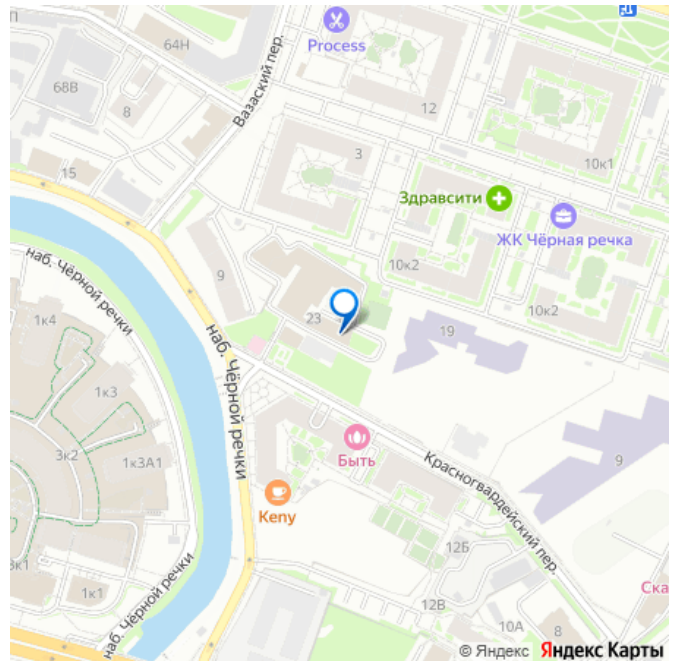 64Н
Process
Вазаский пер.
68В
8
12
3
10к1
15
Здравсити
ЖК Чёрная речка
10к2
9
наб. Чёрной речки
10к2
1к4
23
19
наб. Чёрной речки
1к3
3к2
1к3А1
Быть
Красногвардейский пер.
9
Keny
12Б
1к1
наб. Чёрной речки
12В
10А
8
Ска
© Яндекс Яндекс Карты